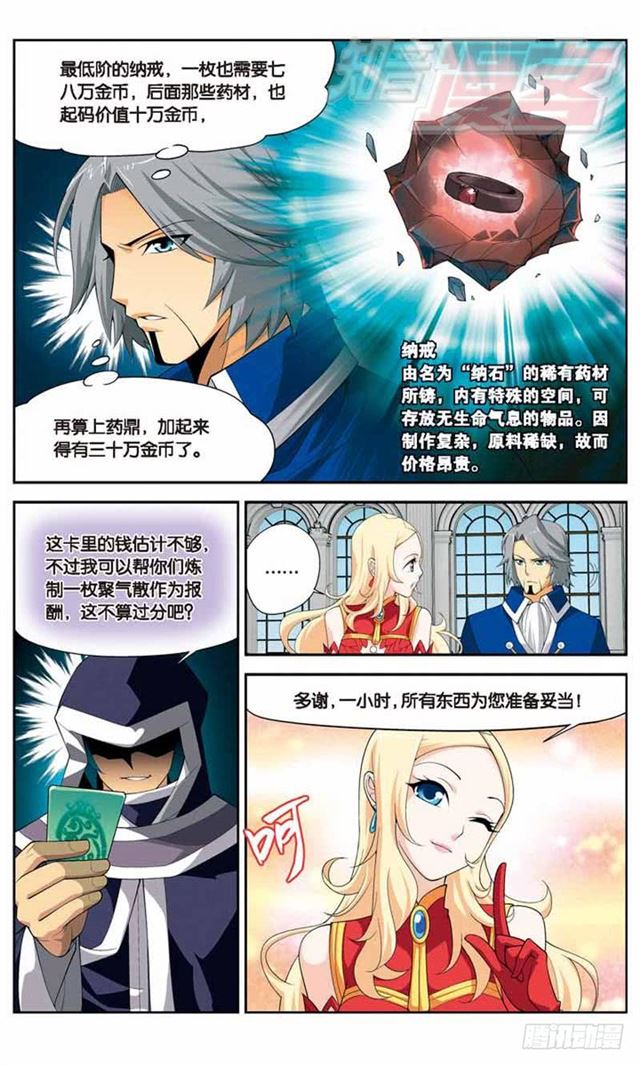 最低阶的纳戒，一枚也需要七
八万金币，后面那些药材，也
起码价值十万金币，
知音漫客
纳戒
由名为“纳石”的稀有药材
所铸，内有特殊的空间，可
存放无生命气息的物品。因
制作复杂，原料稀缺，故而
价格昂贵。
再算上药鼎，加起来
得有三十万金币了。
这卡里的钱估计不够，
不过我可以帮你们炼
制一枚聚气散作为报
酬，这不算过分吧？
……
多谢，一小时，所有东西为您准备妥当！
呵
腾讯动漫